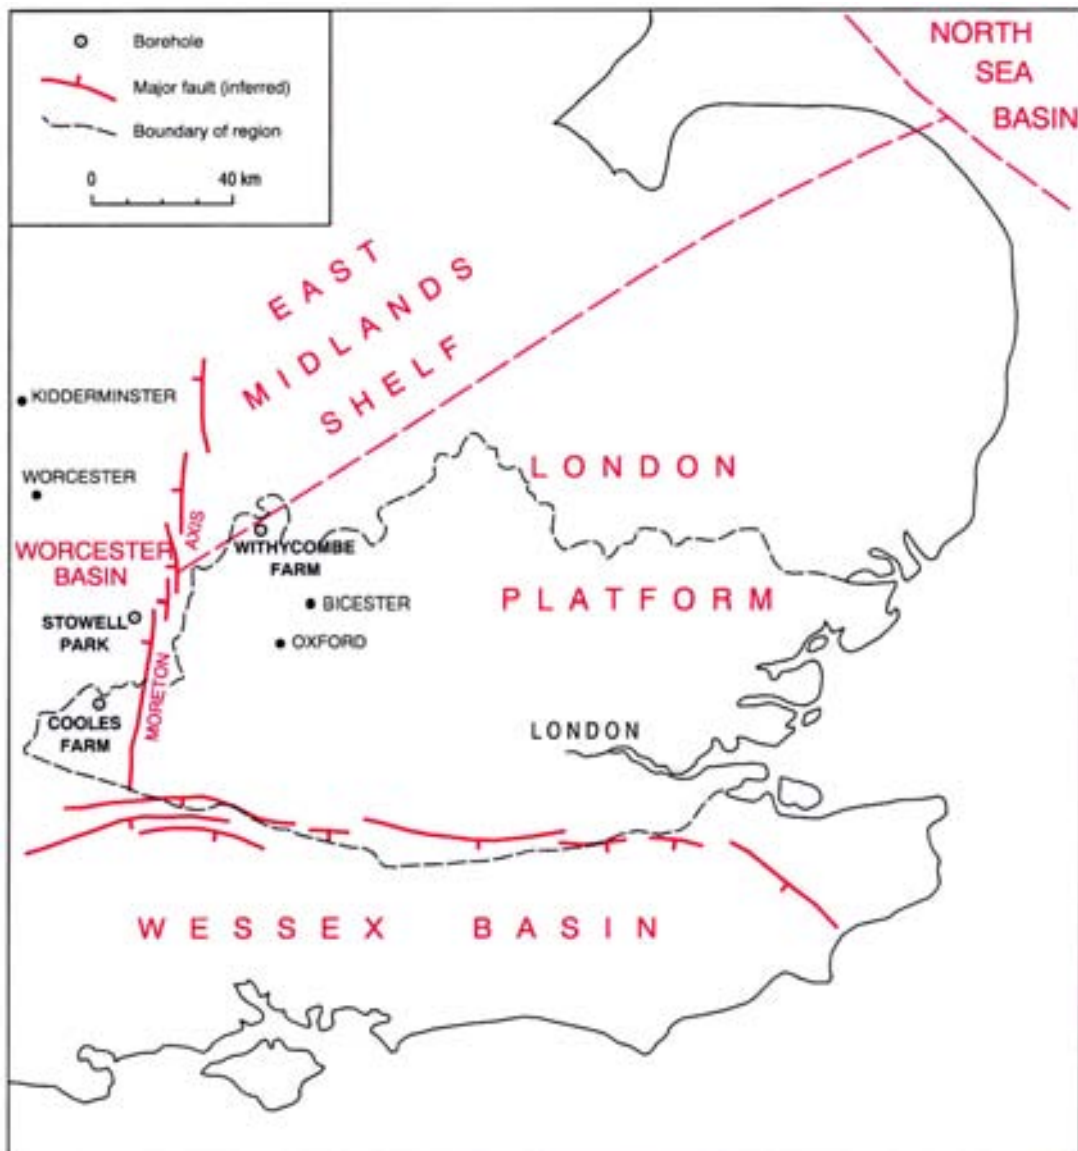 Borehole
Major fault (inferred)
Boundary of region
0 40 km
NORTH
SEA
BASIN
EAST
MIDLANDS
SHELF
KIDDERMINSTER
WORCESTER
LONDON
AXIS
WORCESTER
BASIN
WITHYCOMBE
FARM
PLATFORM
BICESTER
STOWELL
PARK
OXFORD
MORETON
COOLES
FARM
LONDON
WESSEX BASIN